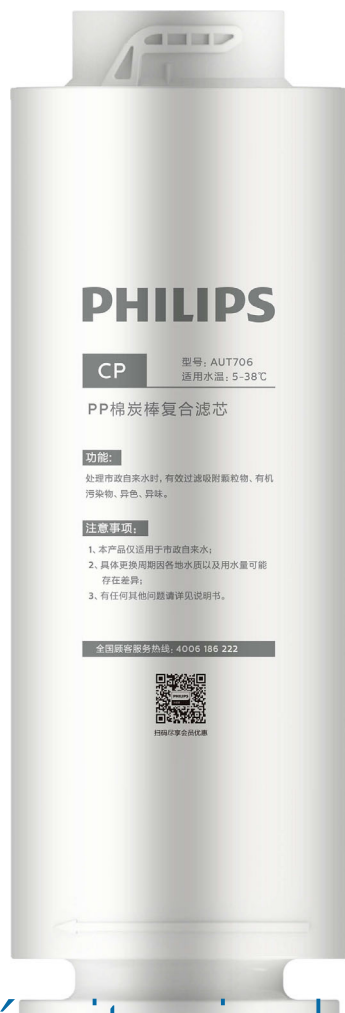 PHILIPS
CP
型号: AUT706
适用水温: 5-38℃
PP棉炭棒复合滤芯
功能:
处理市政自来水时, 有效过滤吸附颗粒物、有机
污染物、异色、异味。
注意事项:
1、本产品仅适用于市政自来水;
2、具体更换周期因各地水质以及用水量可能
存在差异;
3、有任何其他问题请详见说明书。
全国顾客服务热线: 4006 186 222
扫码尽享会员优惠